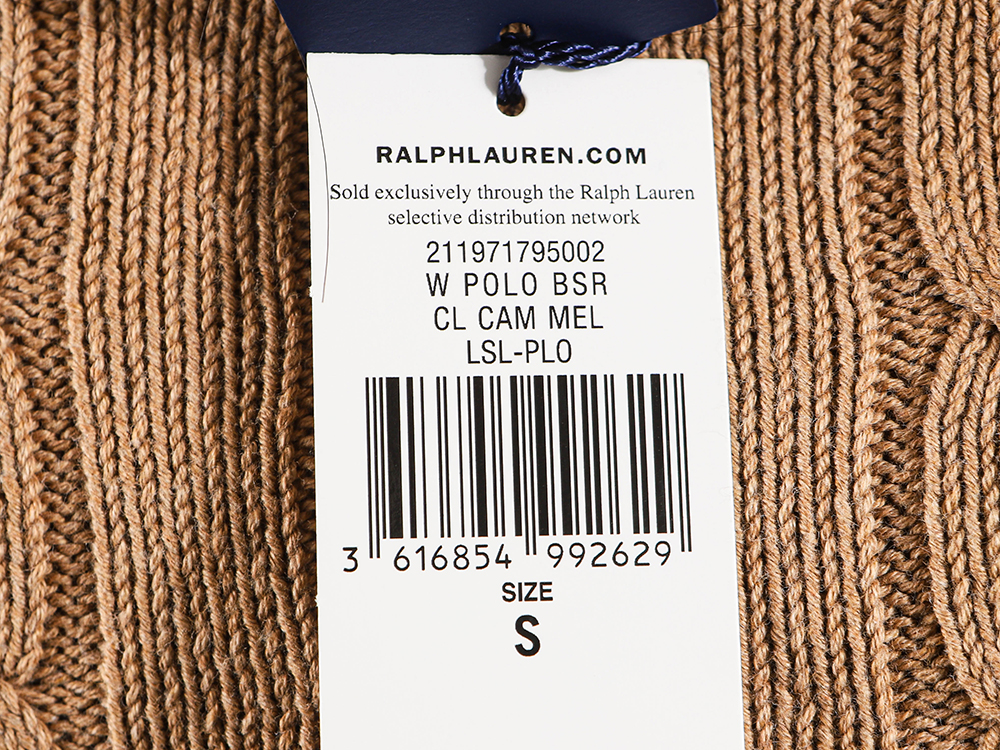 RALPHLAUREN.COM
Sold exclusively through the Ralph Lauren
selective distribution network
211971795002
W POLO BSR
CL CAM MEL
LSL-PLO
3 616854 992629
SIZE
S